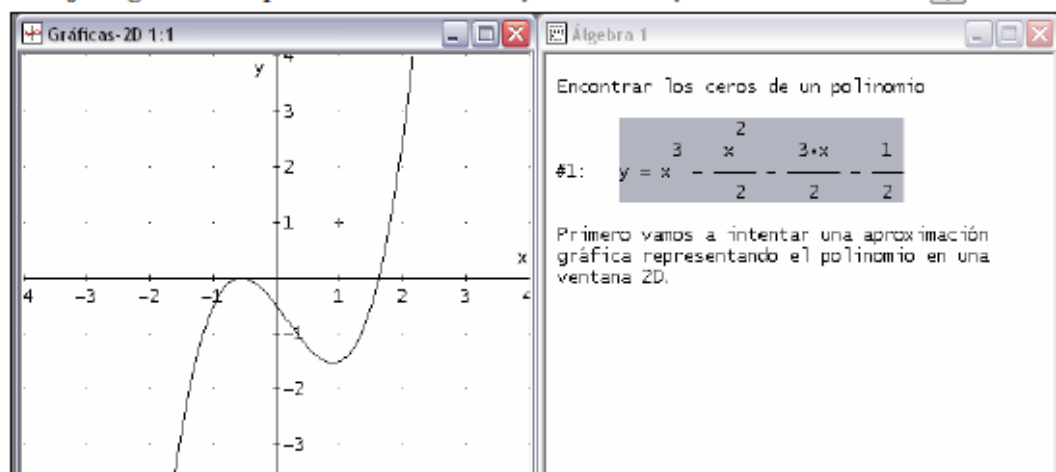 Gráficas-2D 1:1
Álgebra 1
y
4
3
2
1
x
4 -3 -2 -1 1 2 3 4
-1
-2
-3
Encontrar los ceros de un polinomio
#1: y = x^3 - x^2/2 - 3·x/2 - 1/2
Primero vamos a intentar una aproximación
gráfica representando el polinomio en una
ventana 2D.